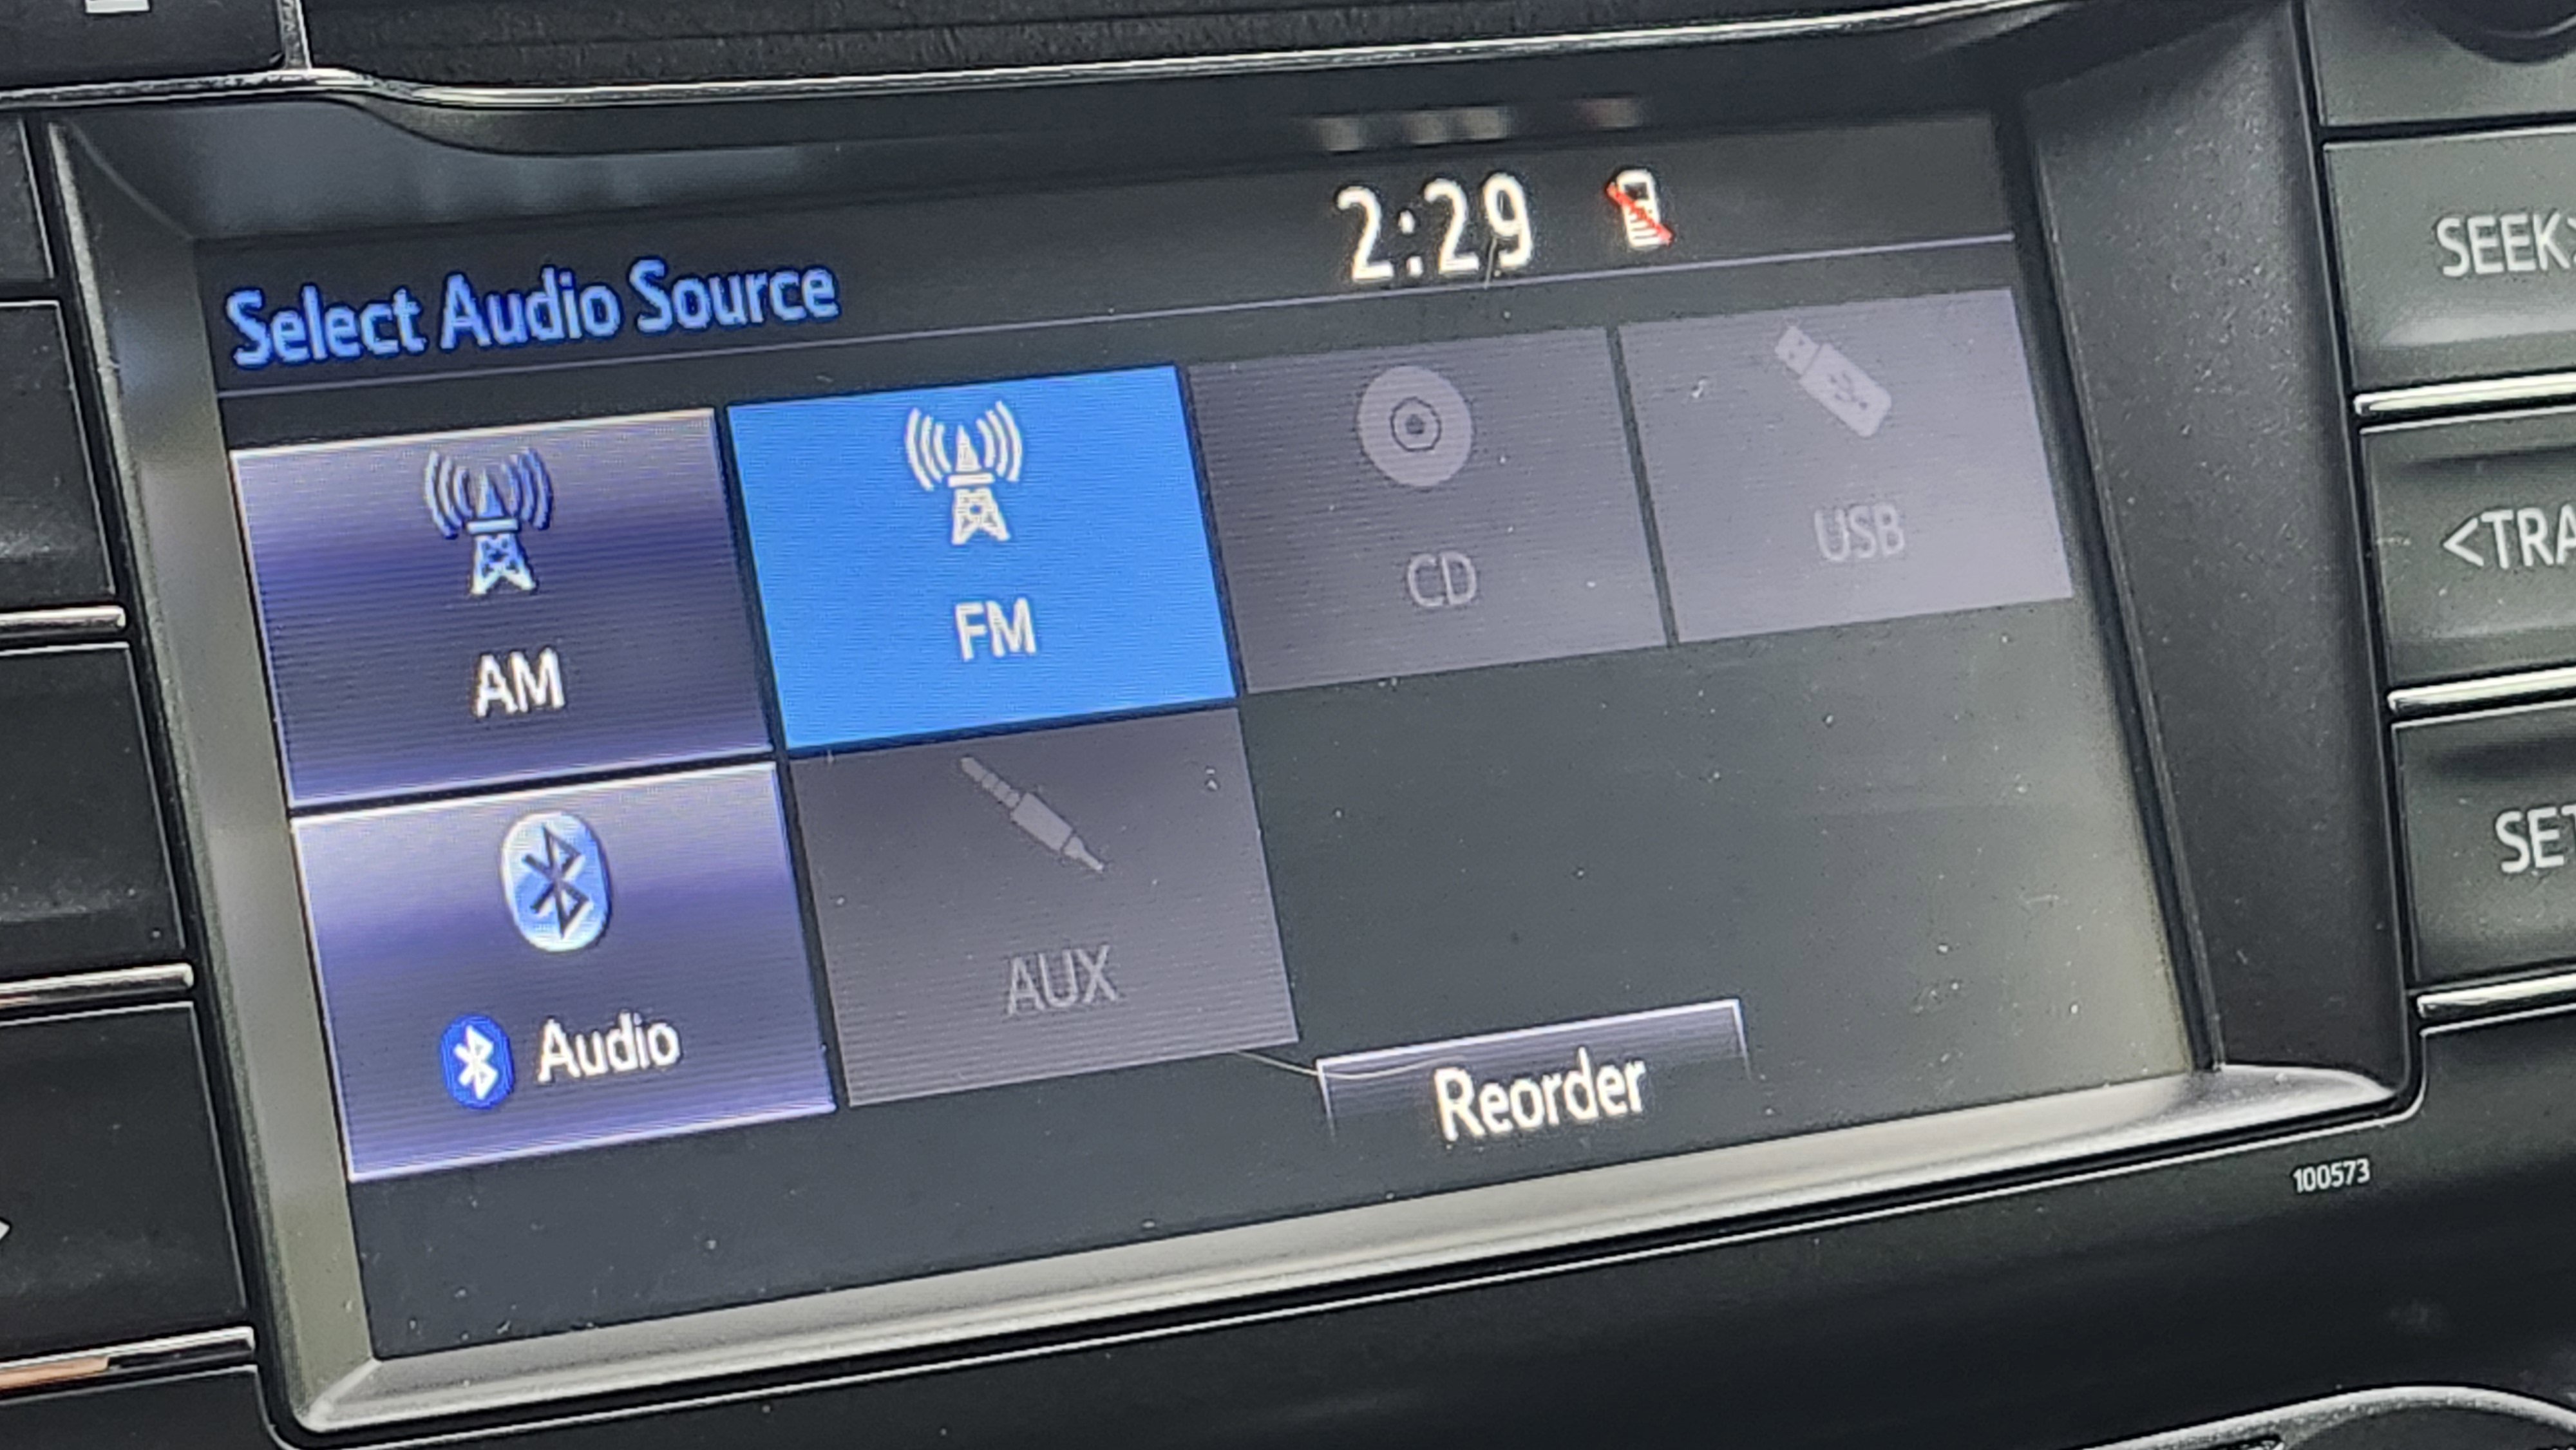 2:29
Select Audio Source
AM
FM
CD
USB
Audio
AUX
Reorder
SEEK>
<TRA
SET
100573